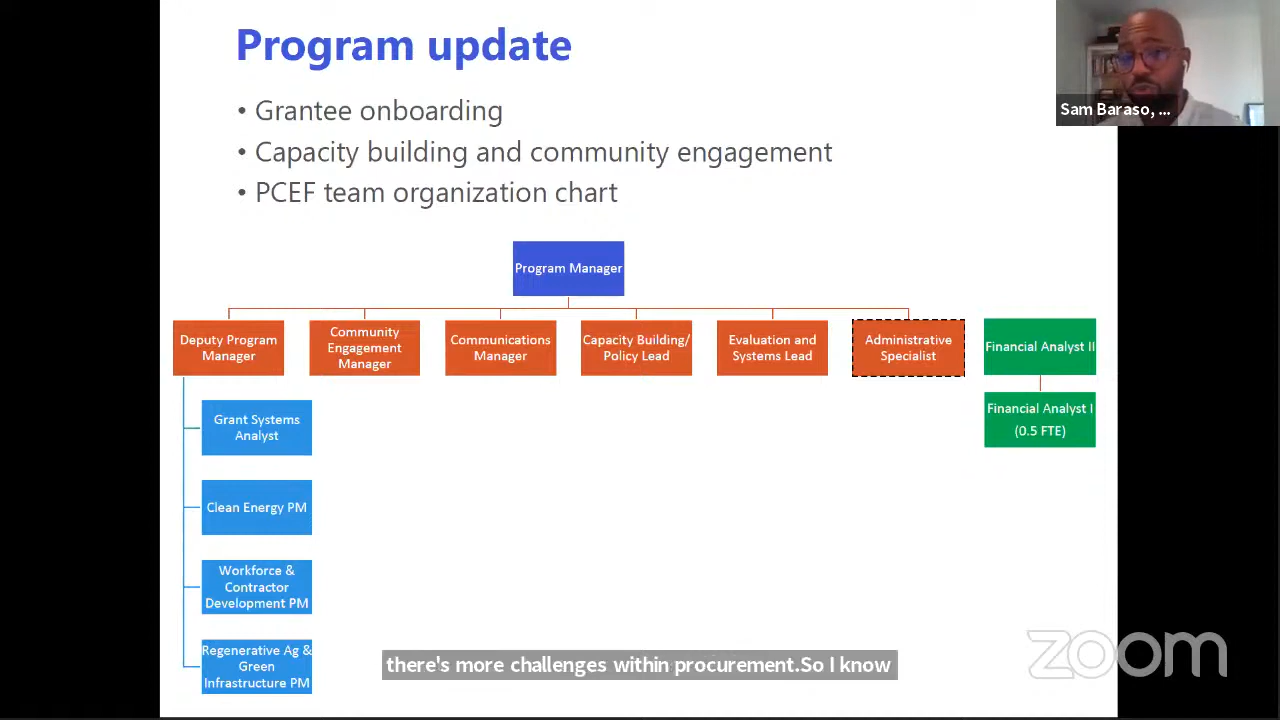 Program update
• Grantee onboarding
• Capacity building and community engagement
• PCEF team organization chart
Sam Baraso, ...
Program Manager
Deputy Program
Manager
Community
Engagement
Manager
Communications
Manager
Capacity Building/
Policy Lead
Evaluation and
Systems Lead
Administrative
Specialist
Financial Analyst II
Financial Analyst I
(0.5 FTE)
Grant Systems
Analyst
Clean Energy PM
Workforce &
Contractor
Development PM
Regenerative Ag &
Green
Infrastructure PM
there's more challenges within procurement.So I know
zoom